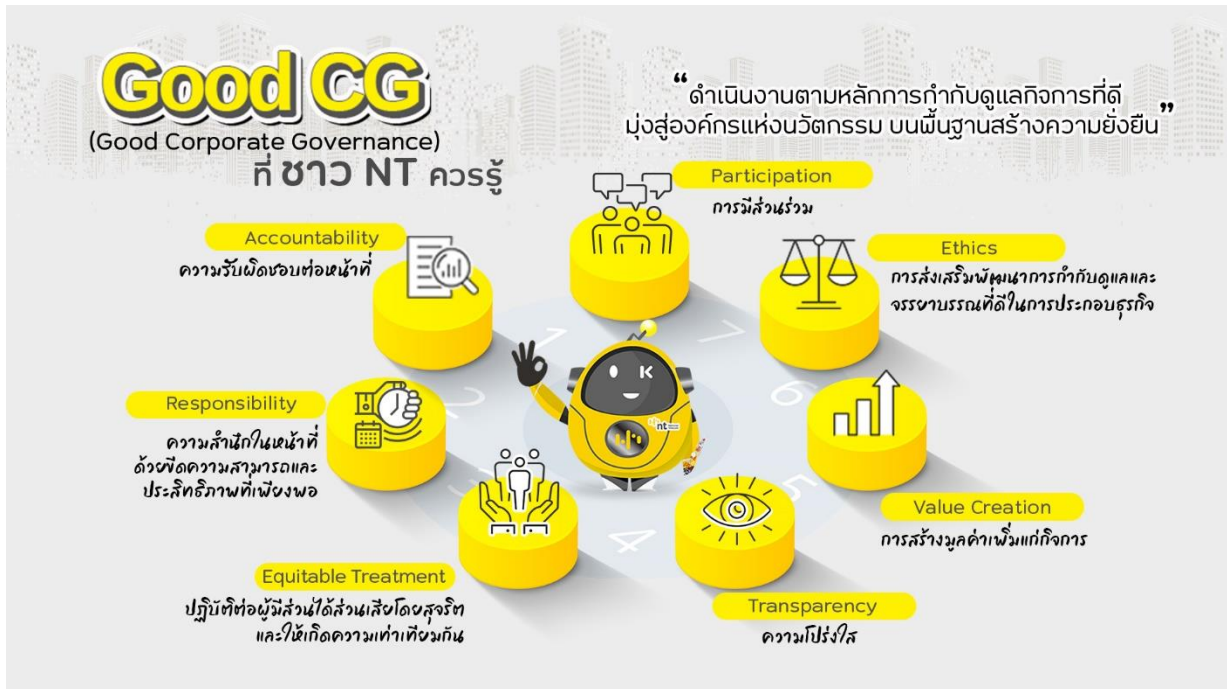 Good CG
(Good Corporate Governance)
ที่ ชาว NT ควรรู้
“ดำเนินงานตามหลักการกำกับดูแลกิจการที่ดี
มุ่งสู่องค์กรแห่งนวัตกรรม บนพื้นฐานสร้างความยั่งยืน”
Accountability
ความรับผิดชอบต่อหน้าที่
1
Responsibility
ความสำนึกในหน้าที่
ด้วยขีดความสามารถและ
ประสิทธิภาพที่เพียงพอ
2
Equitable Treatment
ปฏิบัติต่อผู้มีส่วนได้ส่วนเสียโดยสุจริต
และให้เกิดความเท่าเทียมกัน
3
Transparency
ความโปร่งใส
4
Value Creation
การสร้างมูลค่าเพิ่มแก่กิจการ
5
Ethics
การส่งเสริมพัฒนาการกำกับดูแลและ
จรรยาบรรณที่ดีในการประกอบธุรกิจ
6
Participation
การมีส่วนร่วม
7
nt